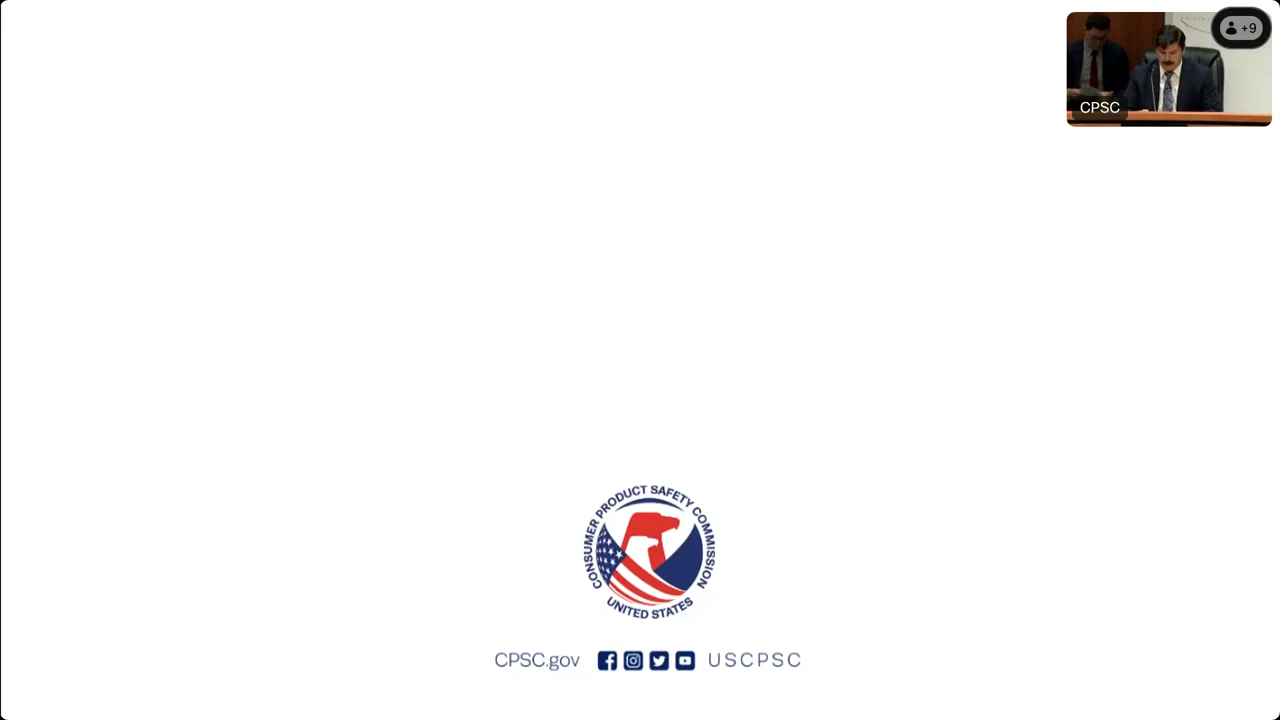 +9
CPSC
CONSUMER PRODUCT SAFETY COMMISSION
UNITED STATES
CPSC.gov USCPSC